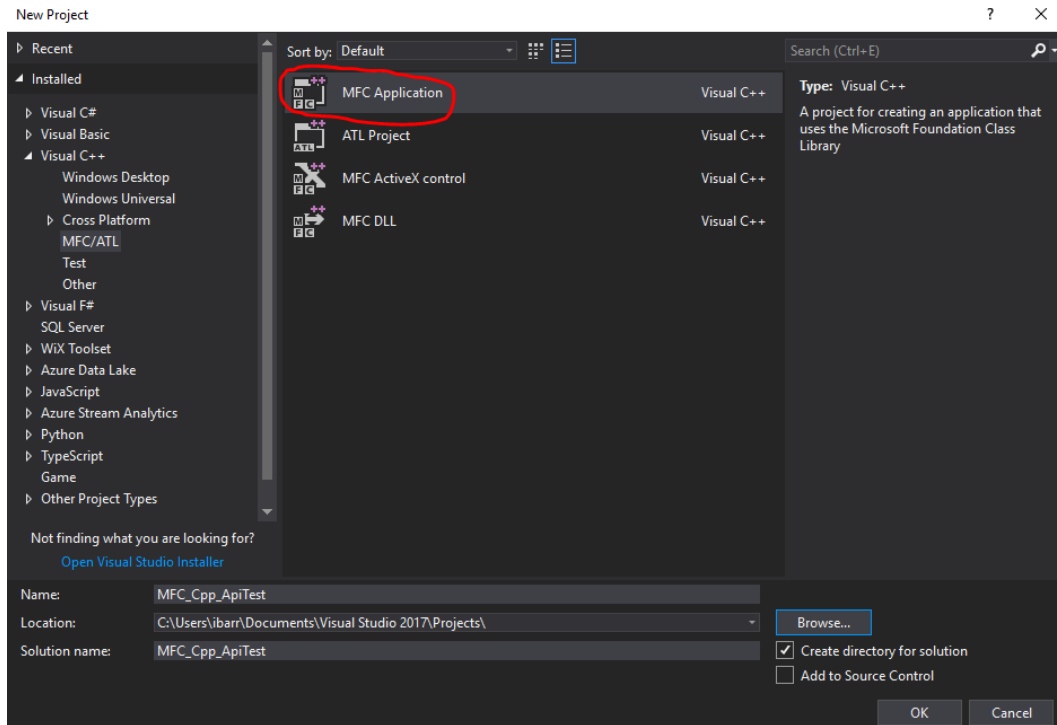 New Project
?
Recent
Installed
Visual C#
Visual Basic
Visual C++
Windows Desktop
Windows Universal
Cross Platform
MFC/ATL
Test
Other
Visual F#
SQL Server
WiX Toolset
Azure Data Lake
JavaScript
Azure Stream Analytics
Python
TypeScript
Game
Other Project Types
Not finding what you are looking for?
Open Visual Studio Installer
Sort by: Default
MFC Application Visual C++
ATL Project Visual C++
MFC ActiveX control Visual C++
MFC DLL Visual C++
Search (Ctrl+E)
Type: Visual C++
A project for creating an application that
uses the Microsoft Foundation Class
Library
Name: MFC_Cpp_ApiTest
Location: C:\Users\ibarr\Documents\Visual Studio 2017\Projects\
Browse...
Solution name: MFC_Cpp_ApiTest
Create directory for solution
Add to Source Control
OK Cancel